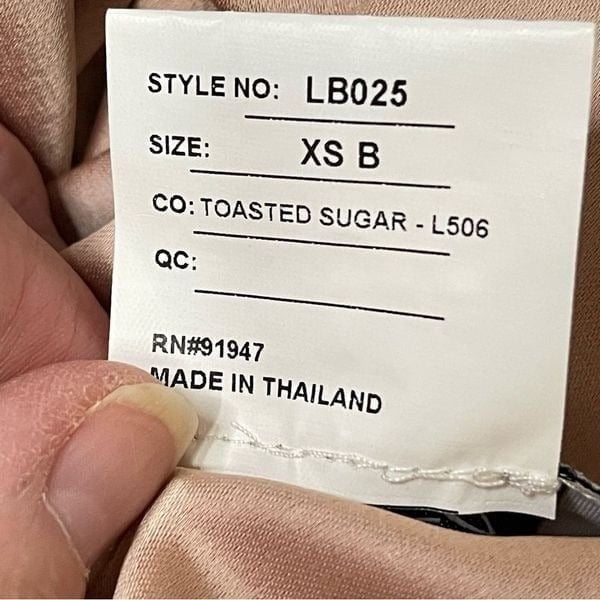 STYLE NO: LB025
SIZE: XS B
CO: TOASTED SUGAR - L506
QC:
RN#91947
MADE IN THAILAND